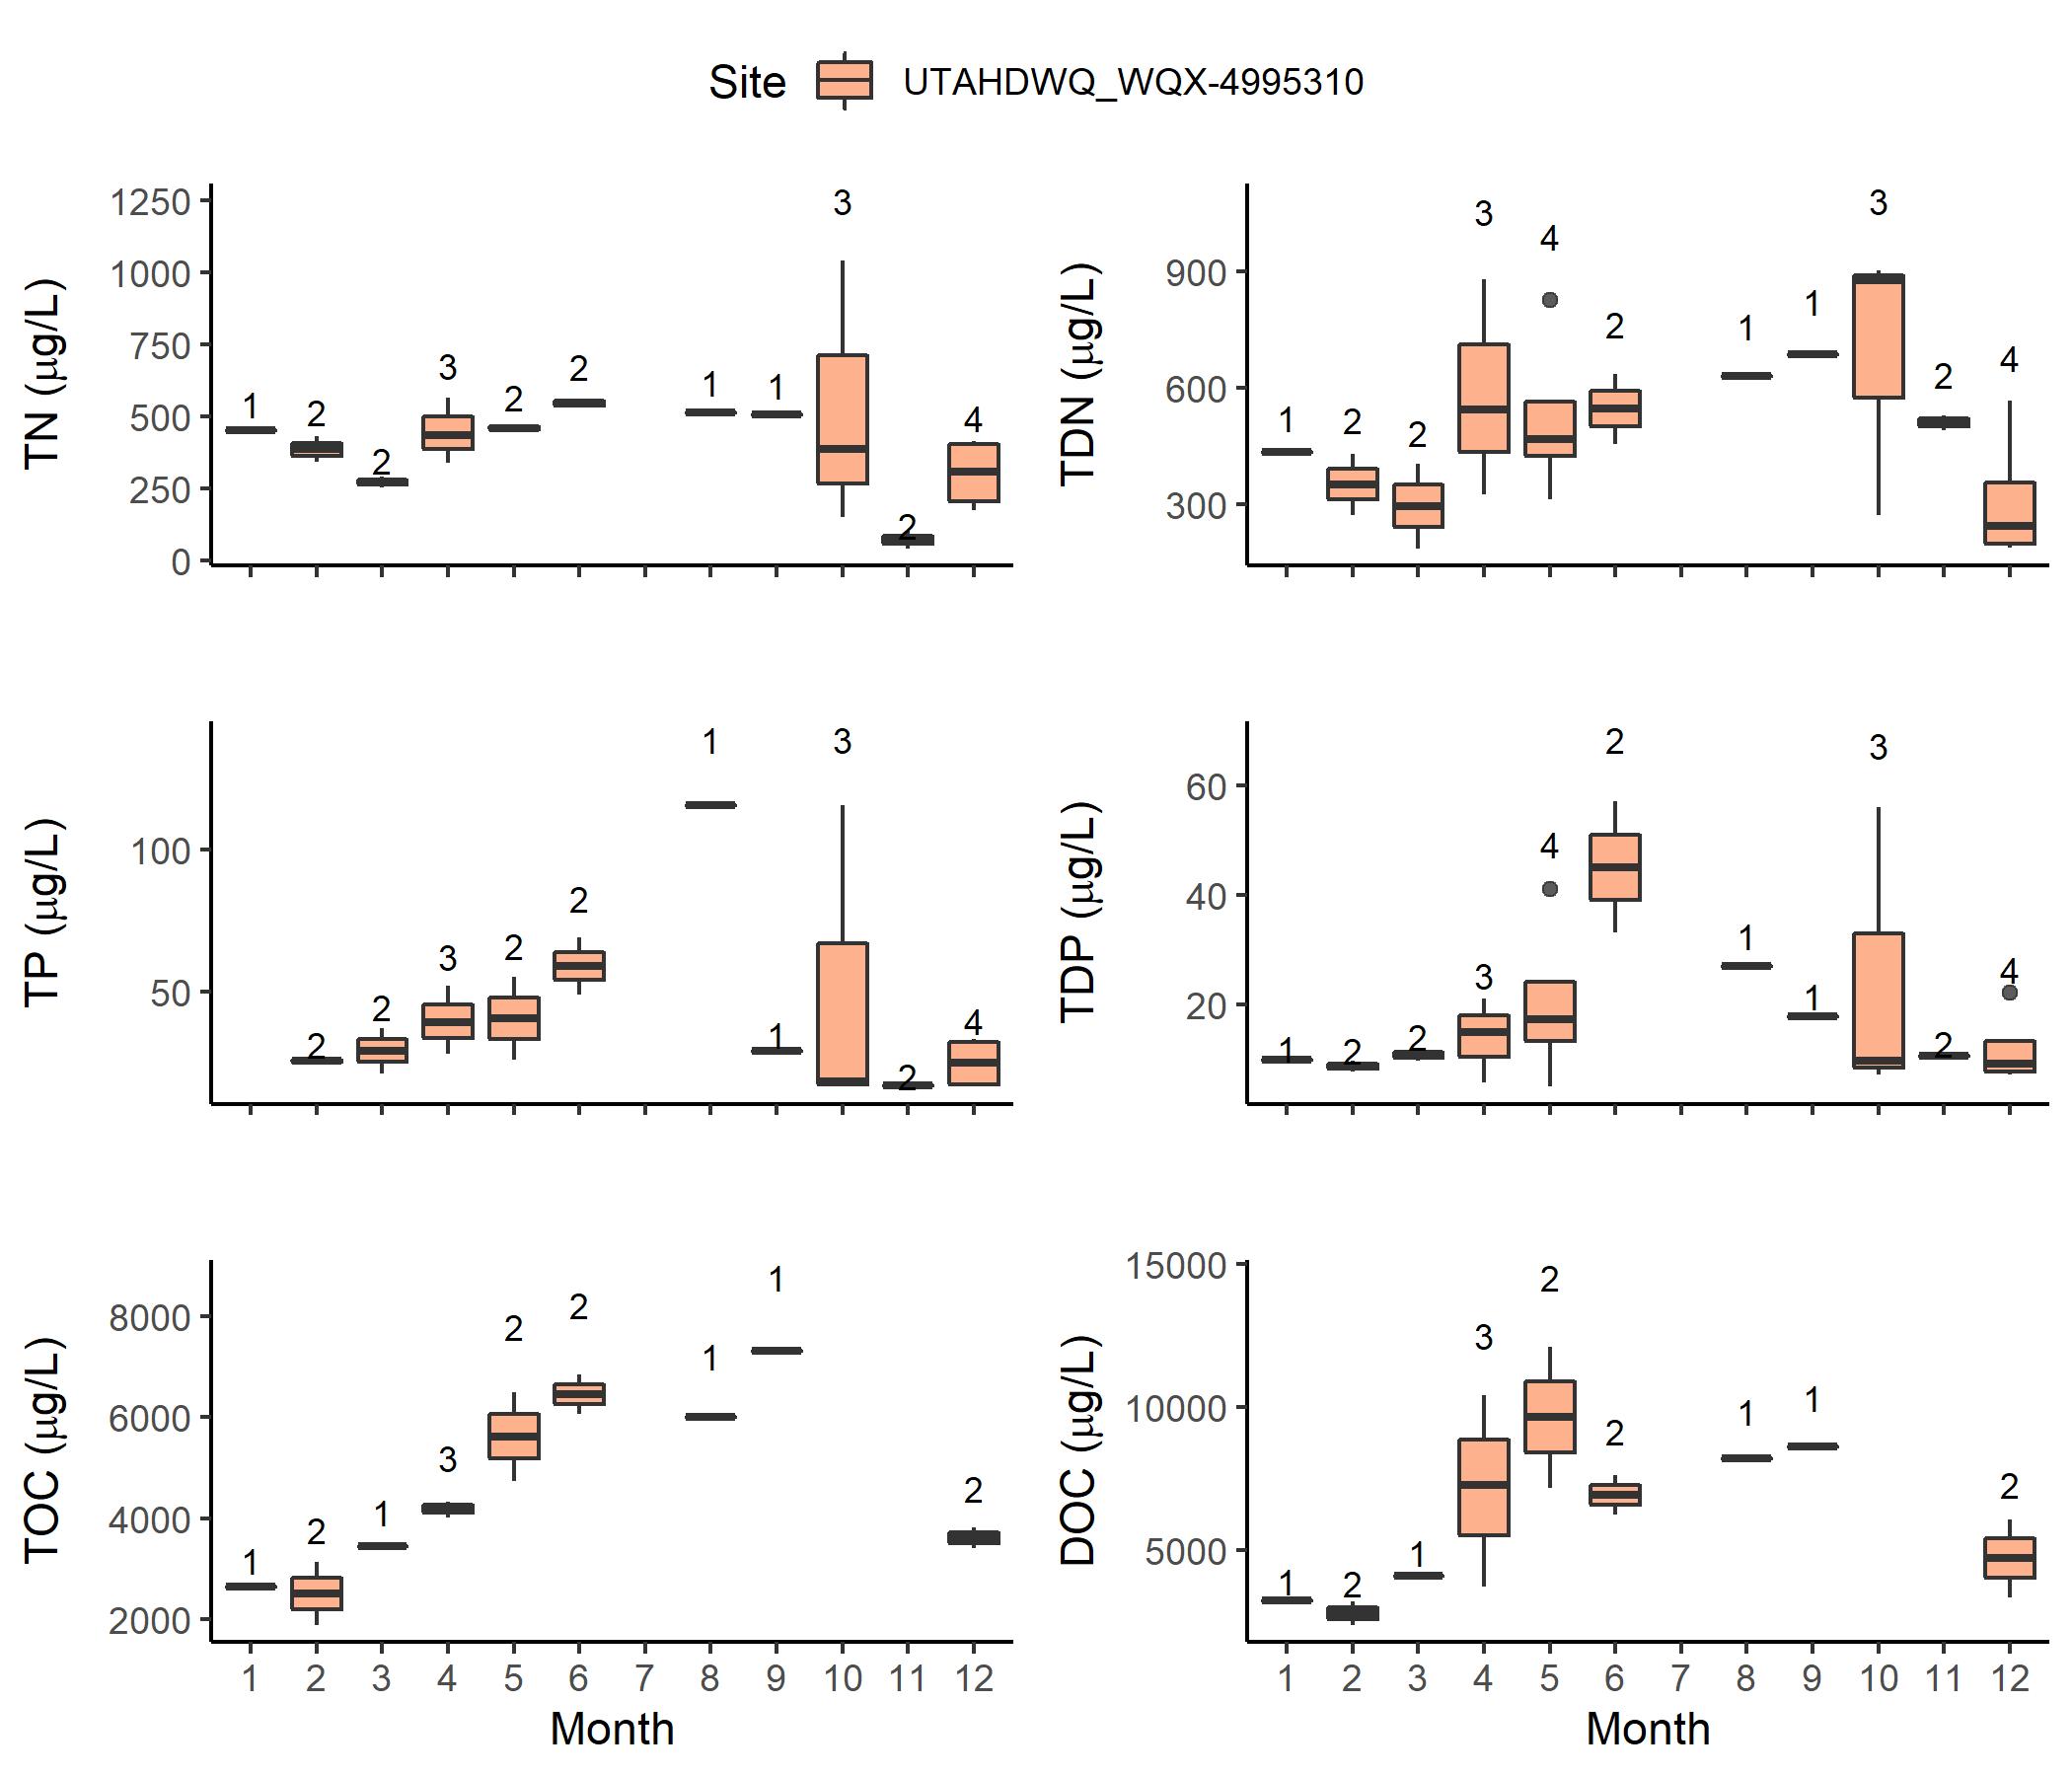 Site UTAHDWQ_WQX-4995310
TN (µg/L)
1250
1000
750
500
250
0
1 2 2 3 2 2 1 1 3 2 4
TDN (µg/L)
900
600
300
1 2 2 3 4 2 1 1 3 2 4
TP (µg/L)
100
50
2 2 3 2 2 1 1 3 2 4
TDP (µg/L)
60
40
20
1 2 2 3 4 2 1 1 3 2 4
TOC (µg/L)
8000
6000
4000
2000
1 2 1 3 2 2 1 1 2
1 2 3 4 5 6 7 8 9 10 11 12
Month
DOC (µg/L)
15000
10000
5000
1 2 1 3 2 2 1 1 2
1 2 3 4 5 6 7 8 9 10 11 12
Month